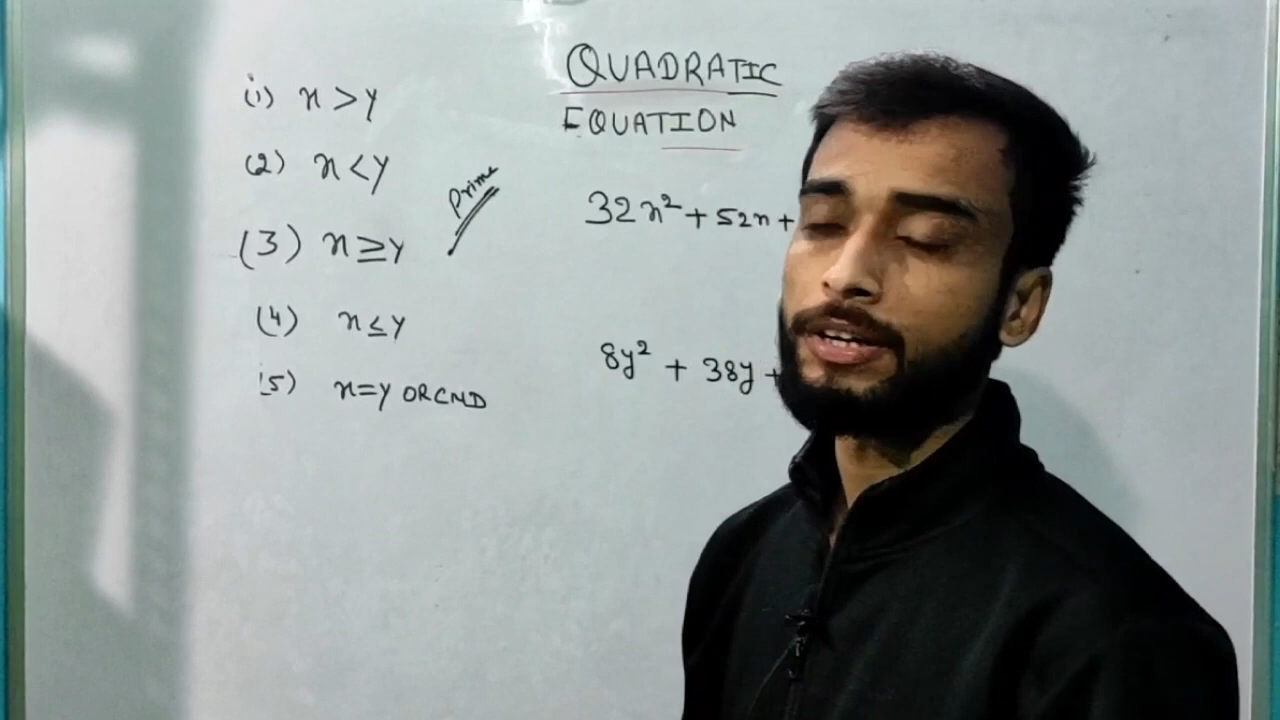 (1) x > y
(2) x < y
(3) x ≥ y
(4) x ≤ y
(5) x = y OR CND
Prime
QUADRATIC
EQUATION
32x² + 52x +
8y² + 38y +